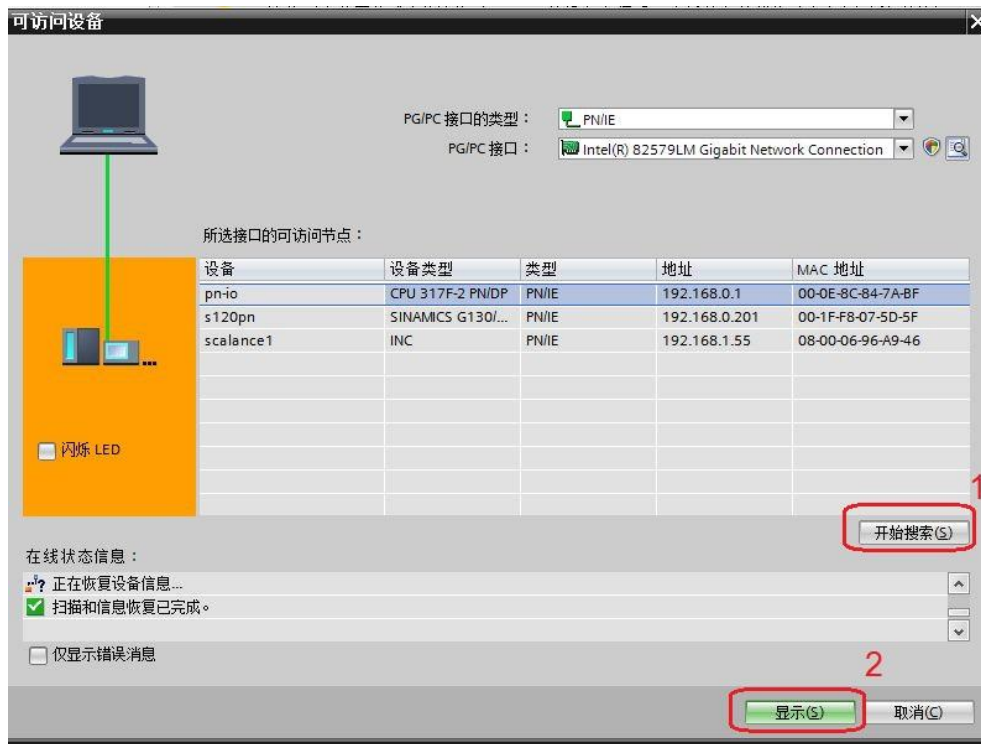 可访问设备
PG/PC 接口的类型： PN/IE
PG/PC 接口： Intel(R) 82579LM Gigabit Network Connection
所选接口的可访问节点：
设备 设备类型 类型 地址 MAC 地址
pn-io CPU 317F-2 PN/DP PN/IE 192.168.0.1 00-0E-8C-84-7A-BF
s120pn SINAMICS G130/... PN/IE 192.168.0.201 00-1F-F8-07-5D-5F
scalance1 INC PN/IE 192.168.1.55 08-00-06-96-A9-46
闪烁 LED
1
开始搜索(S)
在线状态信息：
正在恢复设备信息...
扫描和信息恢复已完成。
仅显示错误消息
2
显示(S) 取消(C)